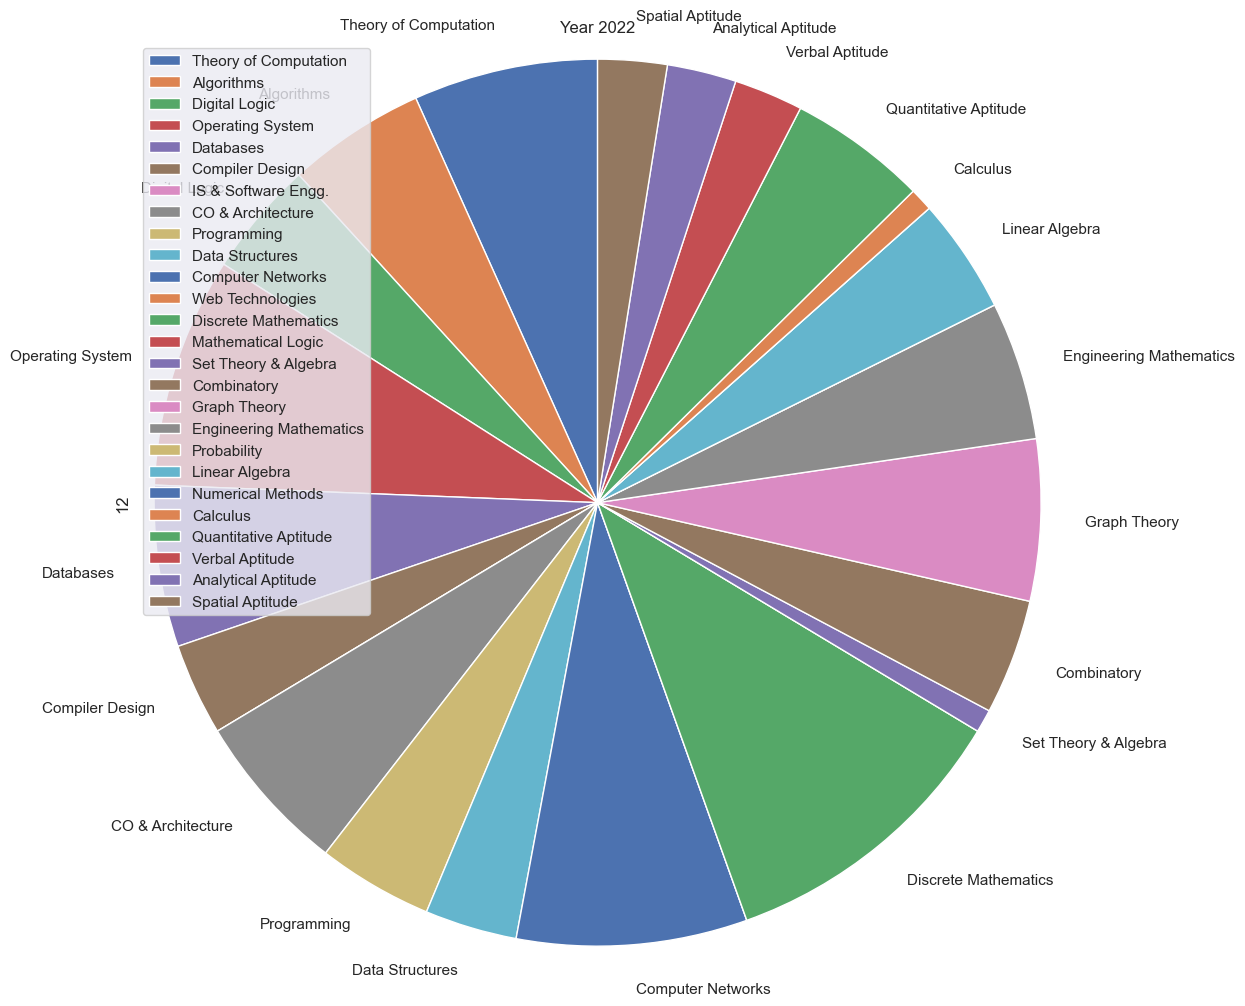 Year 2022
Theory of Computation
Spatial Aptitude
Analytical Aptitude
Verbal Aptitude
Quantitative Aptitude
Calculus
Linear Algebra
Engineering Mathematics
Graph Theory
Combinatory
Set Theory & Algebra
Discrete Mathematics
Computer Networks
Data Structures
Programming
CO & Architecture
Compiler Design
Databases
Operating System
Digital Logic
Algorithms
12
Theory of Computation
Algorithms
Digital Logic
Operating System
Databases
Compiler Design
IS & Software Engg.
CO & Architecture
Programming
Data Structures
Computer Networks
Web Technologies
Discrete Mathematics
Mathematical Logic
Set Theory & Algebra
Combinatory
Graph Theory
Engineering Mathematics
Probability
Linear Algebra
Numerical Methods
Calculus
Quantitative Aptitude
Verbal Aptitude
Analytical Aptitude
Spatial Aptitude